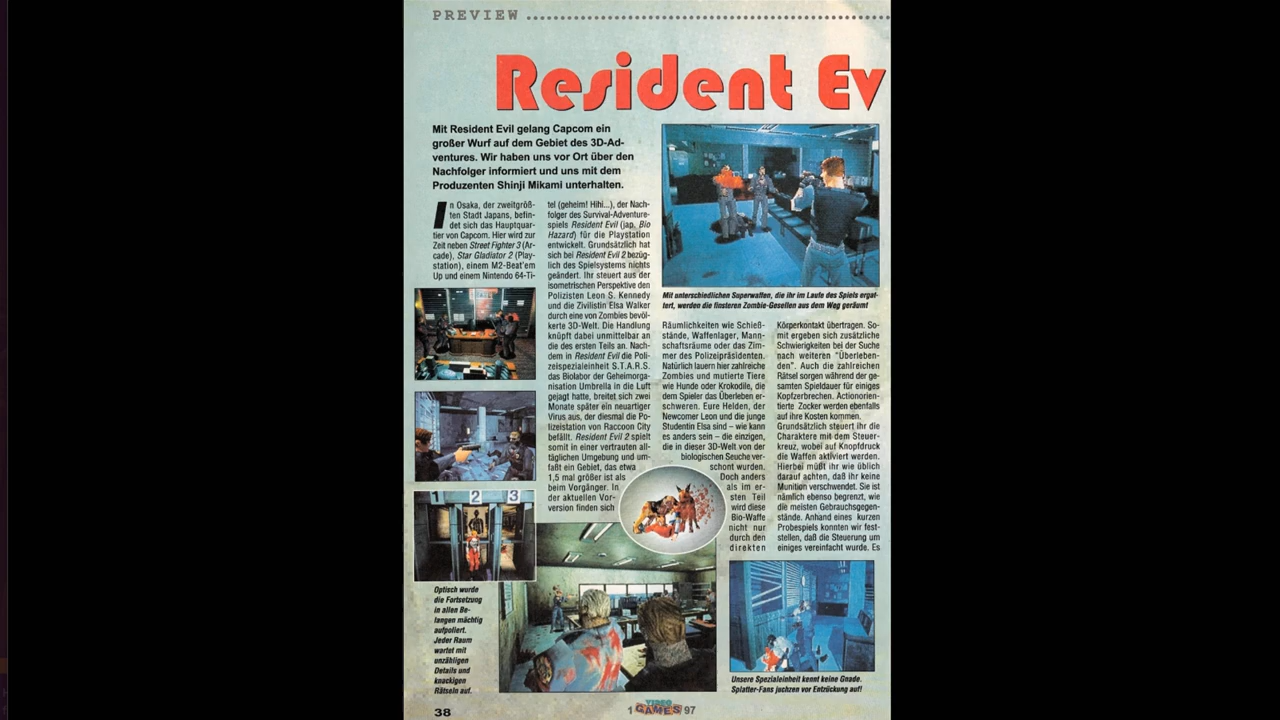 PREVIEW
Resident Ev
Mit Resident Evil gelang Capcom ein
großer Wurf auf dem Gebiet des 3D-Ad-
ventures. Wir haben uns vor Ort über den
Nachfolger informiert und uns mit dem
Produzenten Shinji Mikami unterhalten.
In Osaka, der zweitgröß-
ten Stadt Japans, befin-
det sich das Hauptquar-
tier von Capcom. Hier wird zur
Zeit neben Street Fighter 3 (Ar-
cade), Star Gladiator 2 (Play-
station), einem M2-Beat'em
Up und einem Nintendo 64-Ti-
tel (geheim! Hihi...), der Nach-
folger des Survival-Adventure-
spiels Resident Evil (jap. Bio
Hazard) für die Playstation
entwickelt. Grundsätzlich hat
sich bei Resident Evil 2 bezüg-
lich des Spielsystems nichts
geändert. Ihr steuert aus der
isometrischen Perspektive den
Polizisten Leon S. Kennedy
und die Zivilistin Elsa Walker
durch eine von Zombies bevöl-
kerte 3D-Welt. Die Handlung
knüpft dabei unmittelbar an
die des ersten Teils an. Nach-
dem in Resident Evil die Poli-
zeispezialeinheit S.T.A.R.S.
das Biolabor der Geheimorga-
nisation Umbrella in die Luft
gejagt hatte, breitet sich zwei
Monate später ein neuartiger
Virus aus, der diesmal die Po-
lizeistation von Raccoon City
befällt. Resident Evil 2 spielt
somit in einer vertrauten all-
täglichen Umgebung und um-
faßt ein Gebiet, das etwa
1,5 mal größer ist als
beim Vorgänger. In
der aktuellen Vor-
version finden sich
Mit unterschiedlichen Superwaffen, die ihr im Laufe des Spiels ergat-
tert, werden die finsteren Zombie-Gesellen aus dem Weg geräumt
Räumlichkeiten wie Schieß-
stände, Waffenlager, Mann-
schaftsräume oder das Zim-
mer des Polizeipräsidenten.
Natürlich lauern hier zahlreiche
Zombies und mutierte Tiere
wie Hunde oder Krokodile, die
dem Spieler das Überleben er-
schweren. Eure Helden, der
Newcomer Leon und die junge
Studentin Elsa sind – wie kann
es anders sein – die einzigen,
die in dieser 3D-Welt von der
biologischen Seuche ver-
schont wurden.
Doch anders
als im er-
sten Teil
wird diese
Bio-Waffe
nicht nur
durch den
direkten
Körperkontakt übertragen. So-
mit ergeben sich zusätzliche
Schwierigkeiten bei der Suche
nach weiteren "Überleben-
den". Auch die zahlreichen
Rätsel sorgen während der ge-
samten Spieldauer für einiges
Kopfzerbrechen. Actionorien-
tierte Zocker werden ebenfalls
auf ihre Kosten kommen.
Grundsätzlich steuert ihr die
Charaktere mit dem Steuer-
kreuz, wobei auf Knopfdruck
die Waffen aktiviert werden.
Hierbei müßt ihr wie üblich
darauf achten, daß ihr keine
Munition verschwendet. Sie ist
nämlich ebenso begrenzt, wie
die meisten Gebrauchsgegen-
stände. Anhand eines kurzen
Probespiels konnten wir fest-
stellen, daß die Steuerung um
einiges vereinfacht wurde. Es
1 2 3
Optisch wurde
die Fortsetzung
in allen Be-
langen mächtig
aufpoliert.
Jeder Raum
wartet mit
unzähligen
Details und
knackigen
Rätseln auf.
Unsere Spezialeinheit kennt keine Gnade.
Splatter-Fans juchzen vor Entzückung auf!
38
1 VIDEO GAMES 97